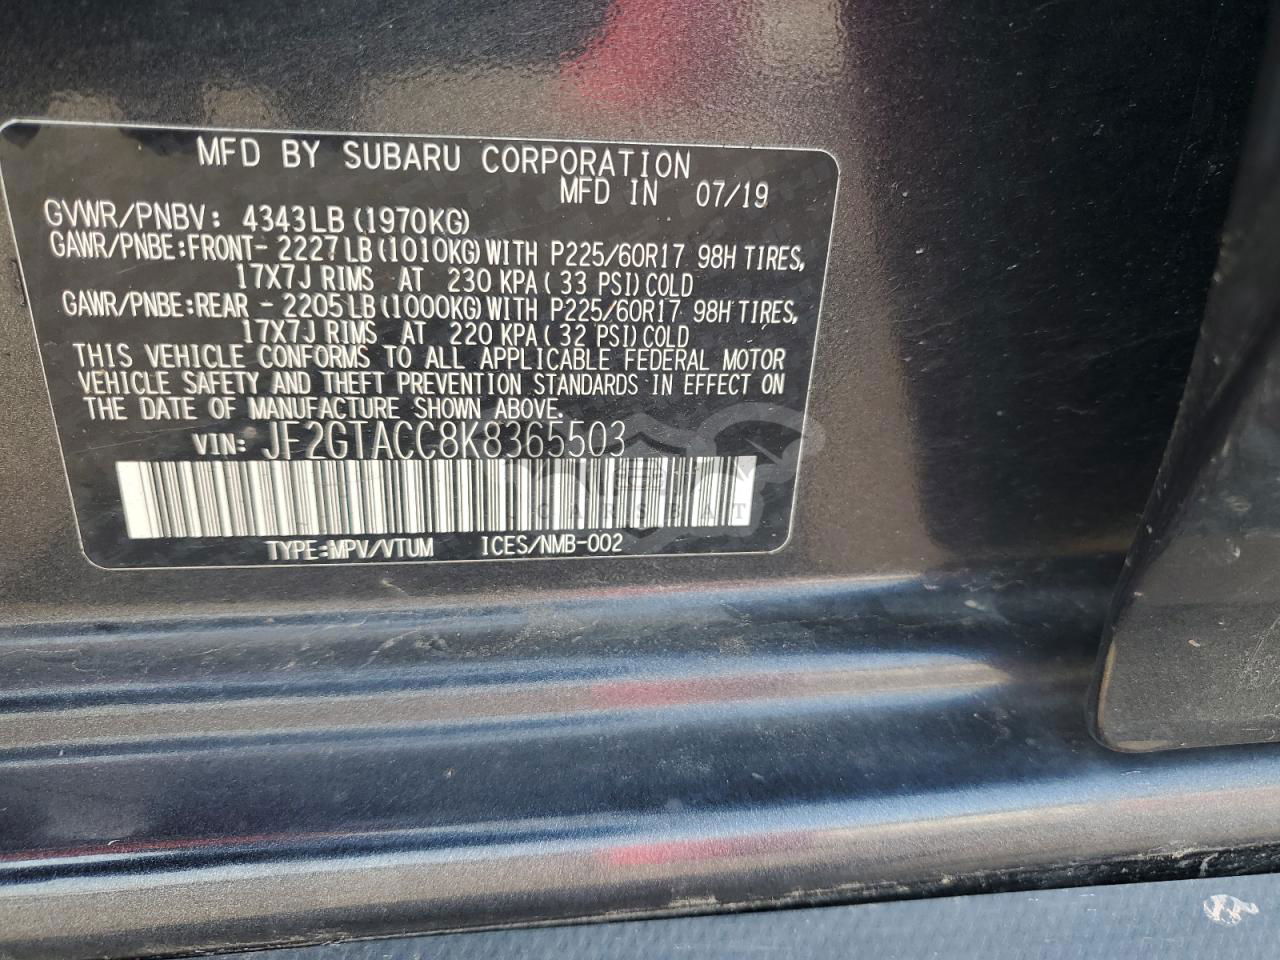 MFD BY SUBARU CORPORATION
MFD IN 07/19
GVWR/PNBV: 4343LB (1970KG)
GAWR/PNBE:FRONT- 2227LB(1010KG)WITH P225/60R17 98H TIRES,
17X7J RIMS AT 230 KPA( 33 PSI)COLD
GAWR/PNBE:REAR - 2205LB(1000KG)WITH P225/60R17 98H TIRES,
17X7J RIMS AT 220 KPA( 32 PSI)COLD
THIS VEHICLE CONFORMS TO ALL APPLICABLE FEDERAL MOTOR
VEHICLE SAFETY AND THEFT PREVENTION STANDARDS IN EFFECT ON
THE DATE OF MANUFACTURE SHOWN ABOVE.
VIN: JF2GTACC8K8365503
CARSBAT
TYPE:MPV/VTUM ICES/NMB-002